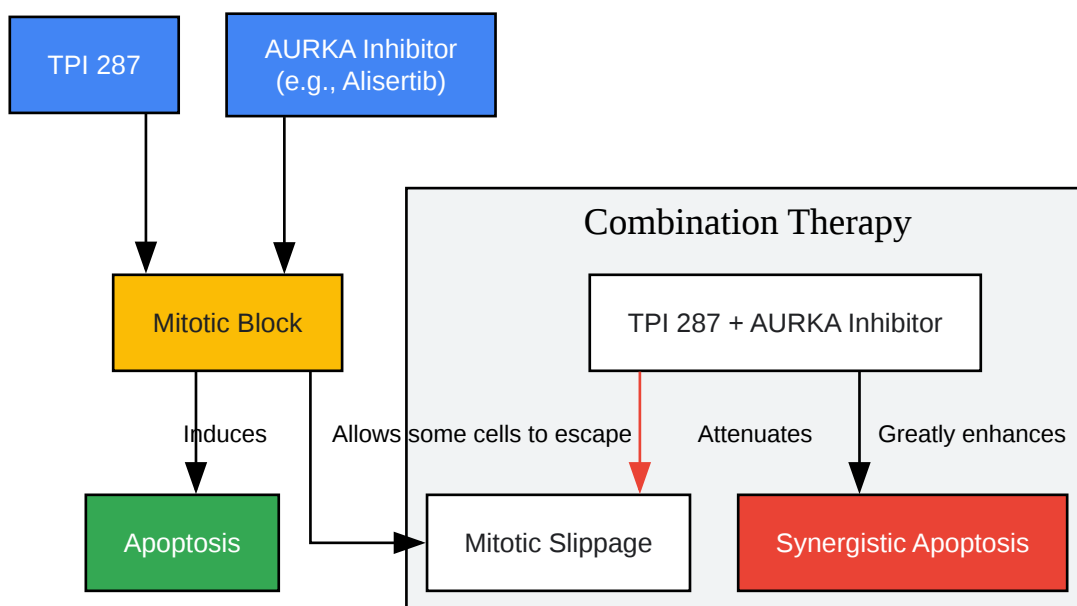 TPI 287
AURKA Inhibitor
(e.g., Alisertib)
Combination Therapy
Mitotic Block
TPI 287 + AURKA Inhibitor
Induces
Allows some cells to escape
Attenuates
Greatly enhances
Apoptosis
Mitotic Slippage
Synergistic Apoptosis